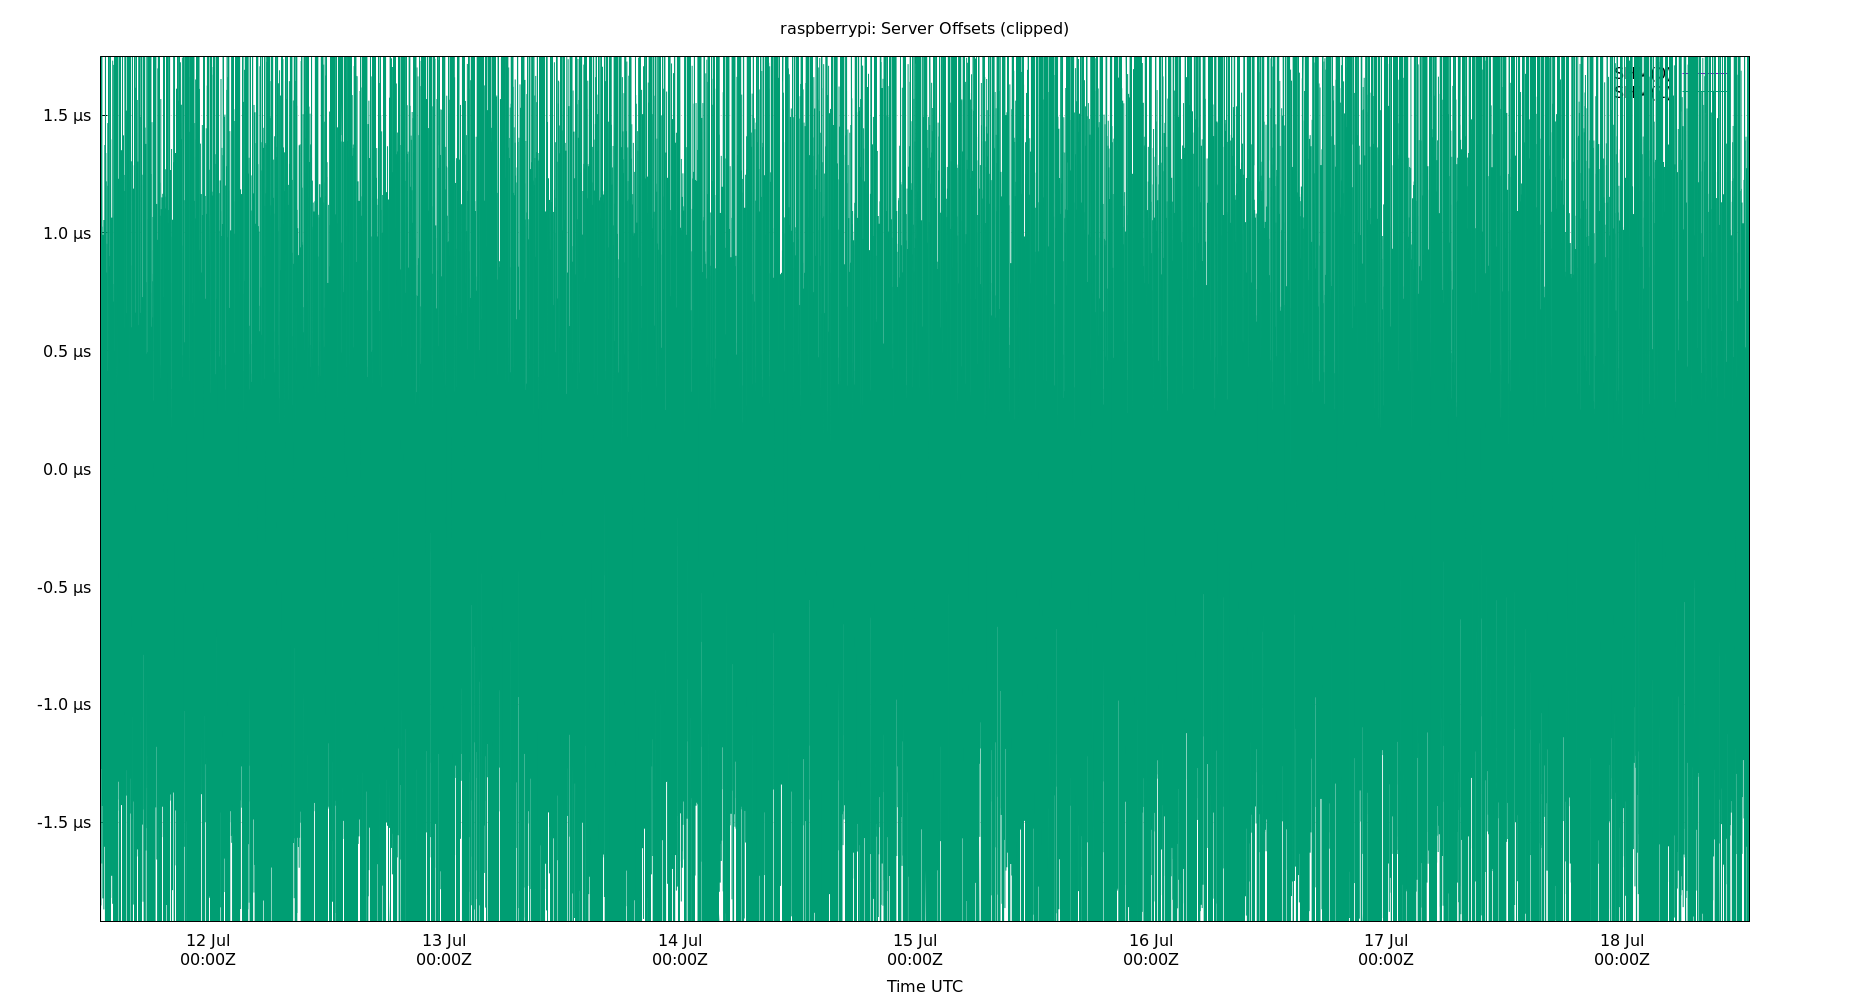 raspberrypi: Server Offsets (clipped)
1.5 µs
1.0 µs
0.5 µs
0.0 µs
-0.5 µs
-1.0 µs
-1.5 µs
12 Jul
00:00Z
13 Jul
00:00Z
14 Jul
00:00Z
15 Jul
00:00Z
16 Jul
00:00Z
17 Jul
00:00Z
18 Jul
00:00Z
Time UTC